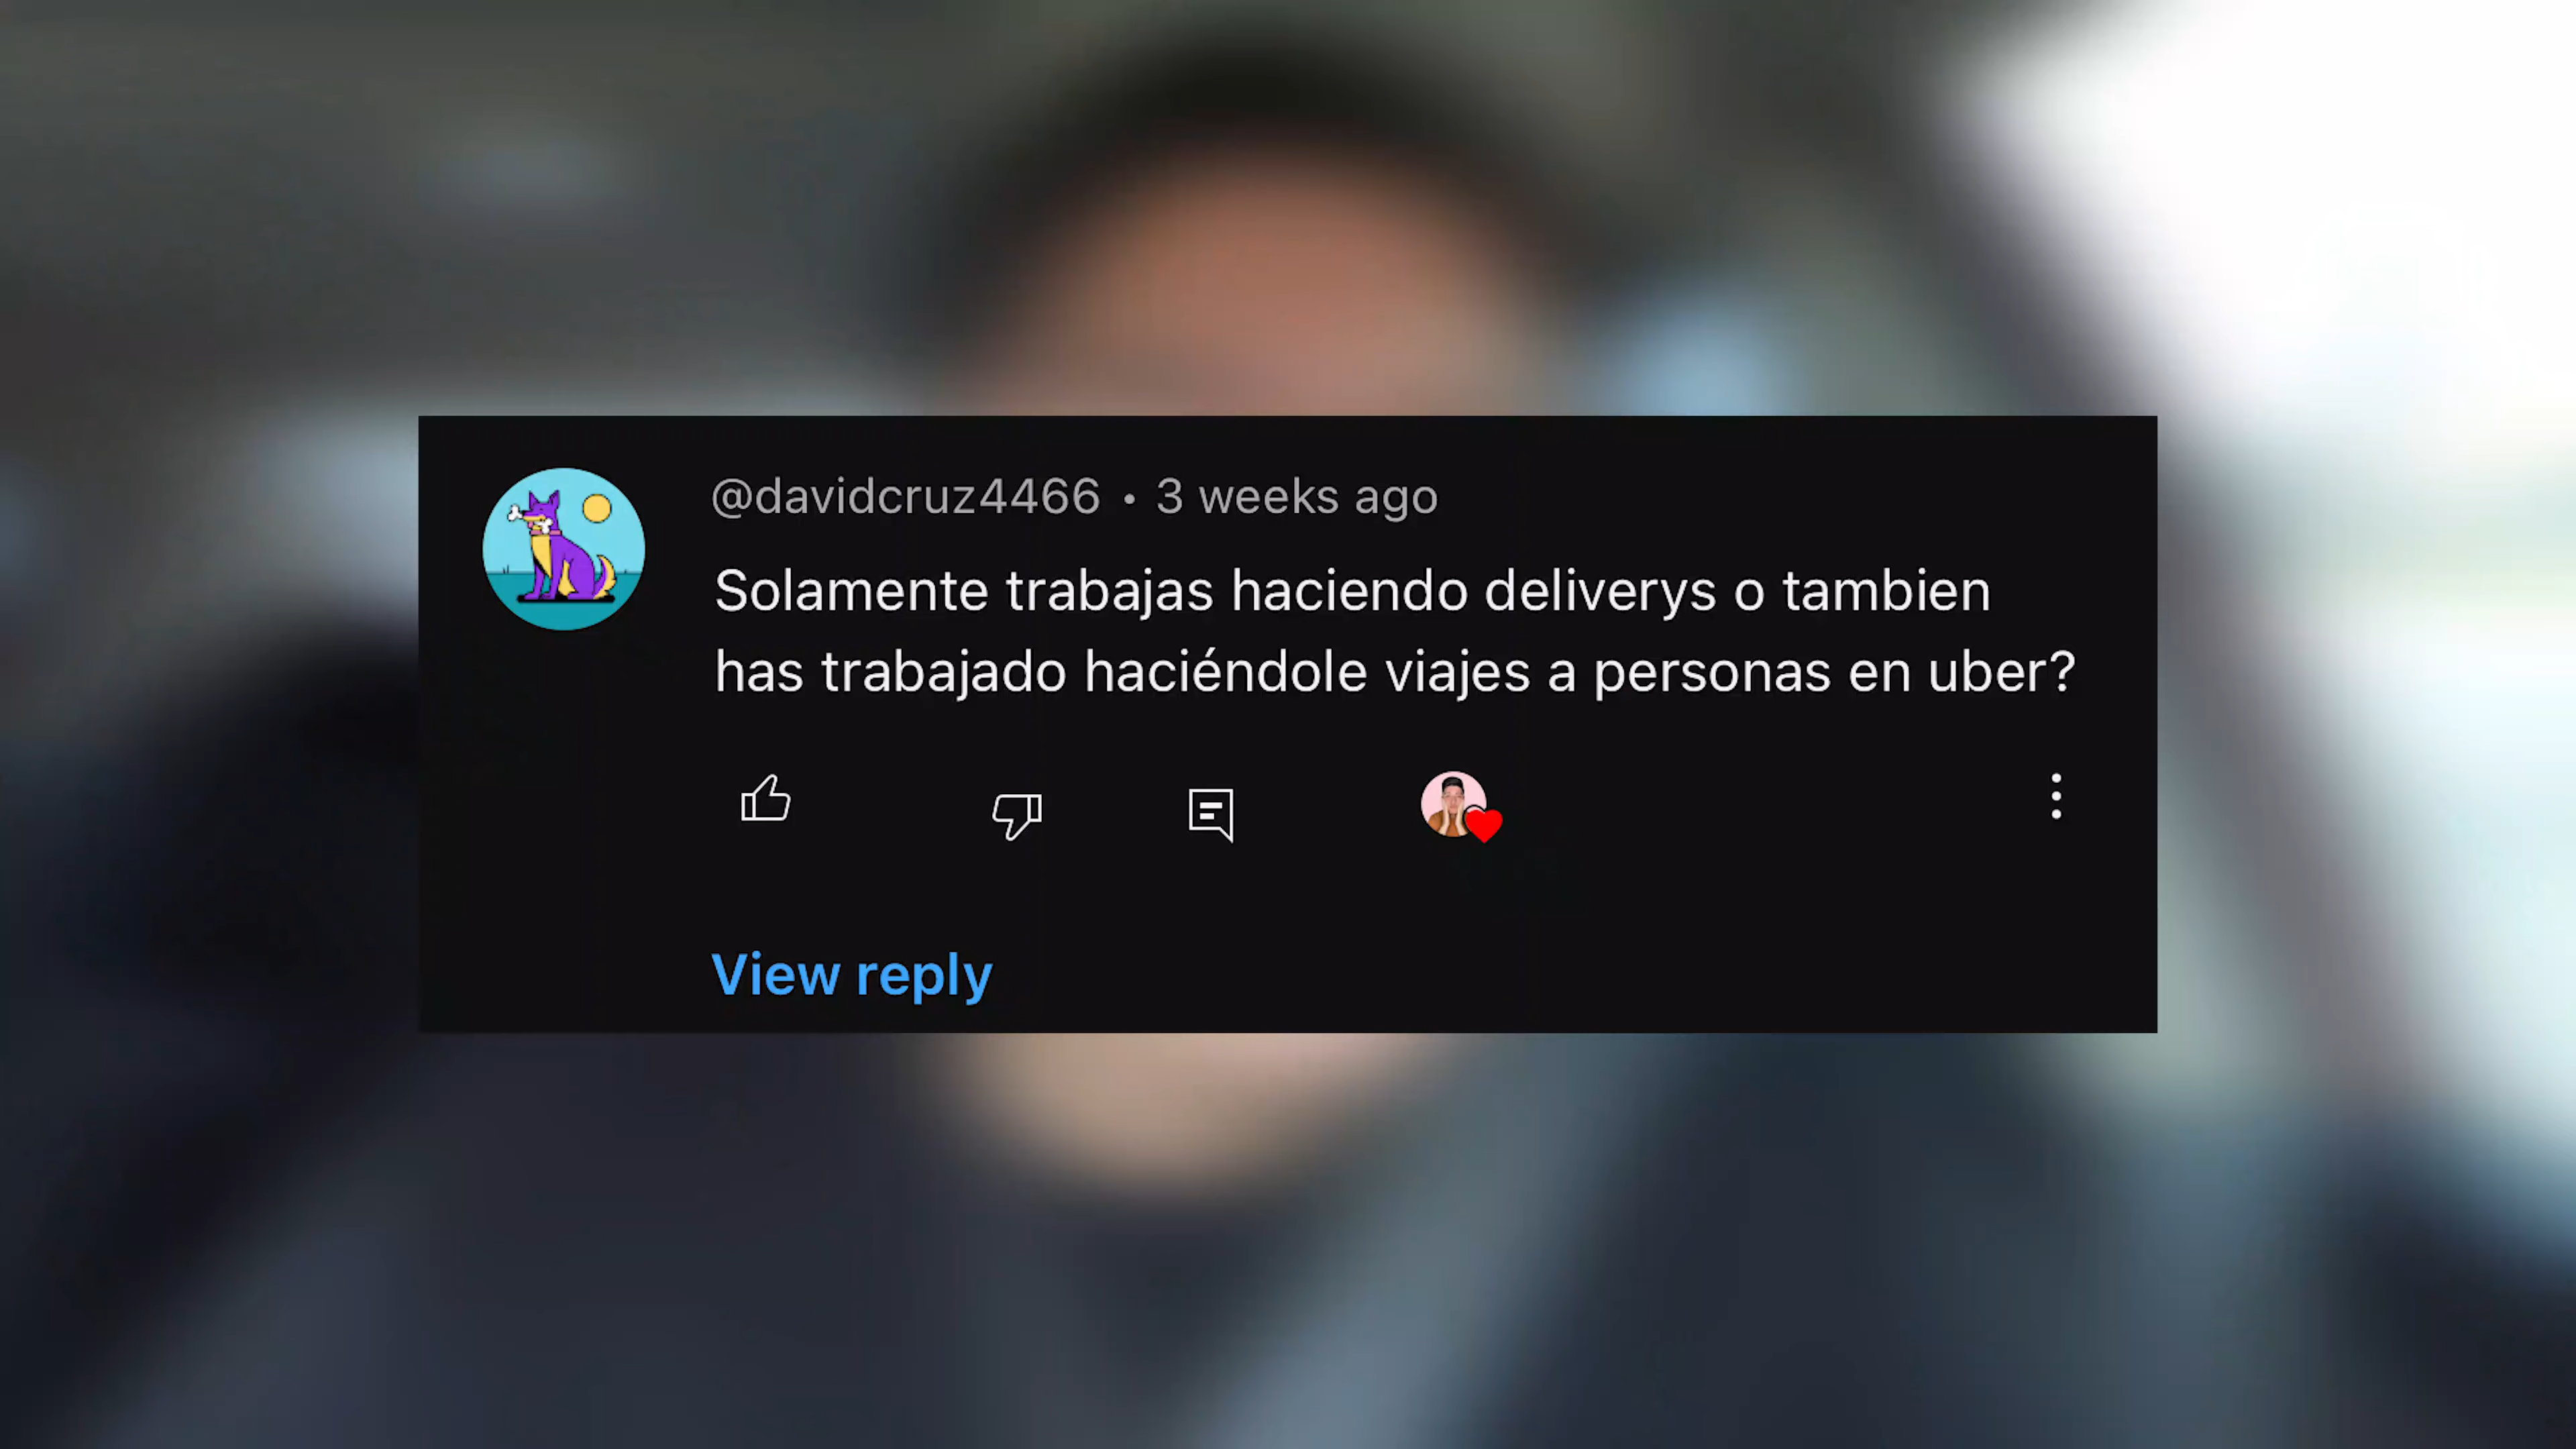 @davidcruz4466 • 3 weeks ago
Solamente trabajas haciendo deliverys o tambien
has trabajado haciéndole viajes a personas en uber?
View reply